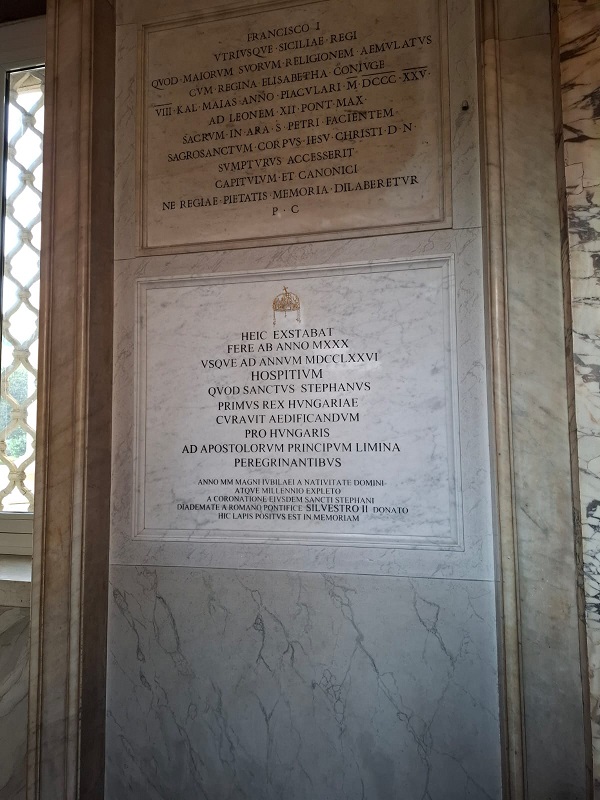 FRANCISCO I
VTRIVSQVE · SICILIAE REGI
QVOD · MAIORVM SVORVM · RELIGIONEM AEMVLATVS
CVM · REGINA ELISABETHA · CONIVGE
VIII · KAL · MAIAS · ANNO · PIACVLARI · M · DCCC · XXV ·
AD LEONEM · XII · PONT · MAX ·
SACRVM · IN · ARA · S · PETRI · FACIENTEM
SACROSANCTVM · CORPVS · IESV · CHRISTI · D · N ·
SVMPTVRVS ACCESSERIT
CAPITVLVM · ET CANONICI
NE REGIAE · PIETATIS · MEMORIA · DILABERETVR
P · C
HEIC EXSTABAT
FERE AB ANNO MXXX
VSQVE AD ANNVM MDCCLXXVI
HOSPITIVM
QVOD SANCTVS STEPHANVS
PRIMVS REX HVNGARIAE
CVRAVIT AEDIFICANDVM
PRO HVNGARIS
AD APOSTOLORVM PRINCIPVM LIMINA
PEREGRINANTIBVS
ANNO MM MAGNI IVBILAEI A NATIVITATE DOMINI
ATQVE MILLENNIO EXPLETO
A CORONATIONE EIVSDEM SANCTI STEPHANI
DIADEMATE A ROMANO PONTIFICE SILVESTRO II DONATO
HIC LAPIS POSITVS EST IN MEMORIAM